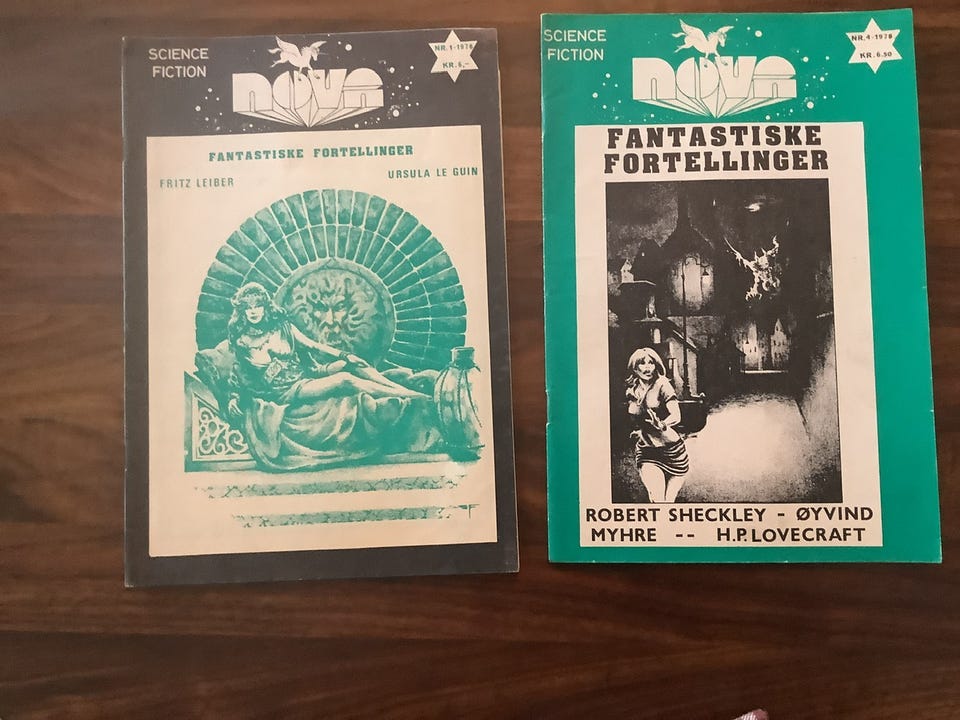 SCIENCE
FICTION
NOVA
NR.1-1976
KR.6,-
FANTASTISKE FORTELLINGER
FRITZ LEIBER
URSULA LE GUIN
SCIENCE
FICTION
NOVA
NR.4-1976
KR.6.50
FANTASTISKE
FORTELLINGER
ROBERT SHECKLEY - ØYVIND
MYHRE -- H.P.LOVECRAFT